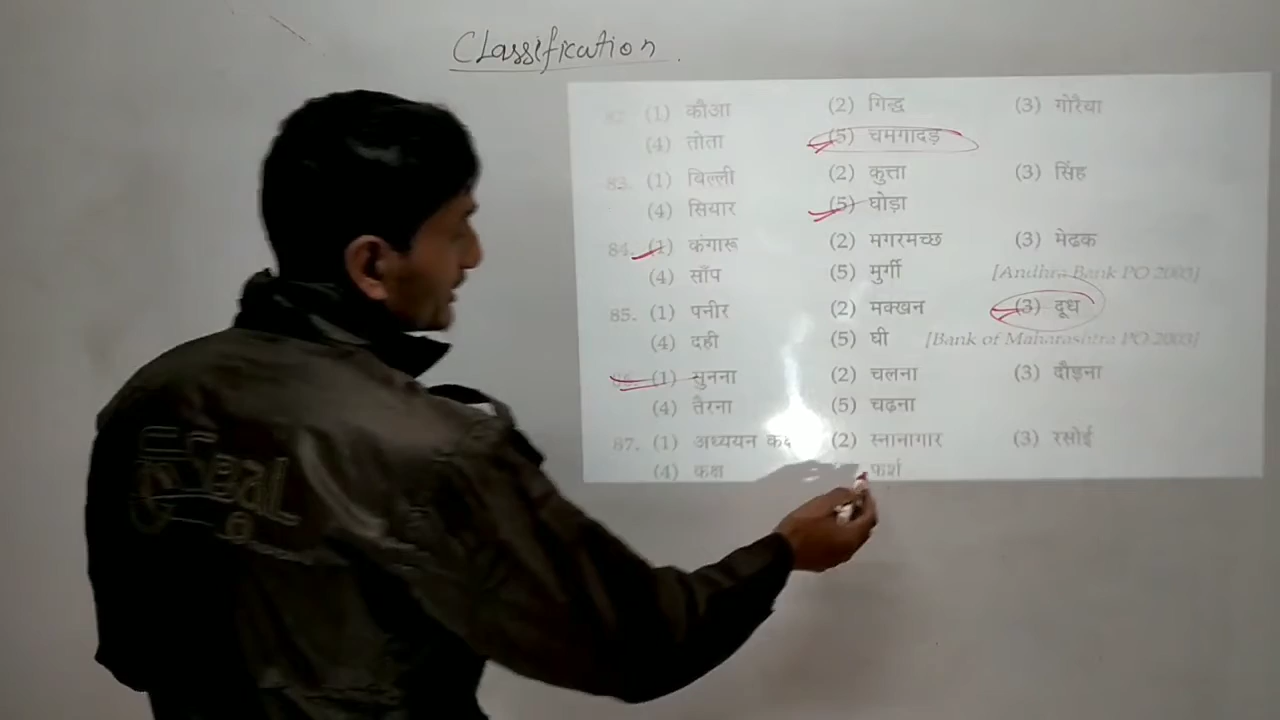 Classification.
82. (1) कौआ (2) गिद्ध (3) गोरैया
(4) तोता (5) चमगादड़
83. (1) बिल्ली (2) कुत्ता (3) सिंह
(4) सियार (5) घोड़ा
84. (1) कंगारू (2) मगरमच्छ (3) मेढक
(4) साँप (5) मुर्गी [Andhra Bank PO 2003]
85. (1) पनीर (2) मक्खन (3) दूध
(4) दही (5) घी [Bank of Maharashtra PO 2003]
86. (1) सुनना (2) चलना (3) दौड़ना
(4) तैरना (5) चढ़ना
87. (1) अध्ययन (2) स्नानागार (3) रसोई
(4) कक्ष फर्श